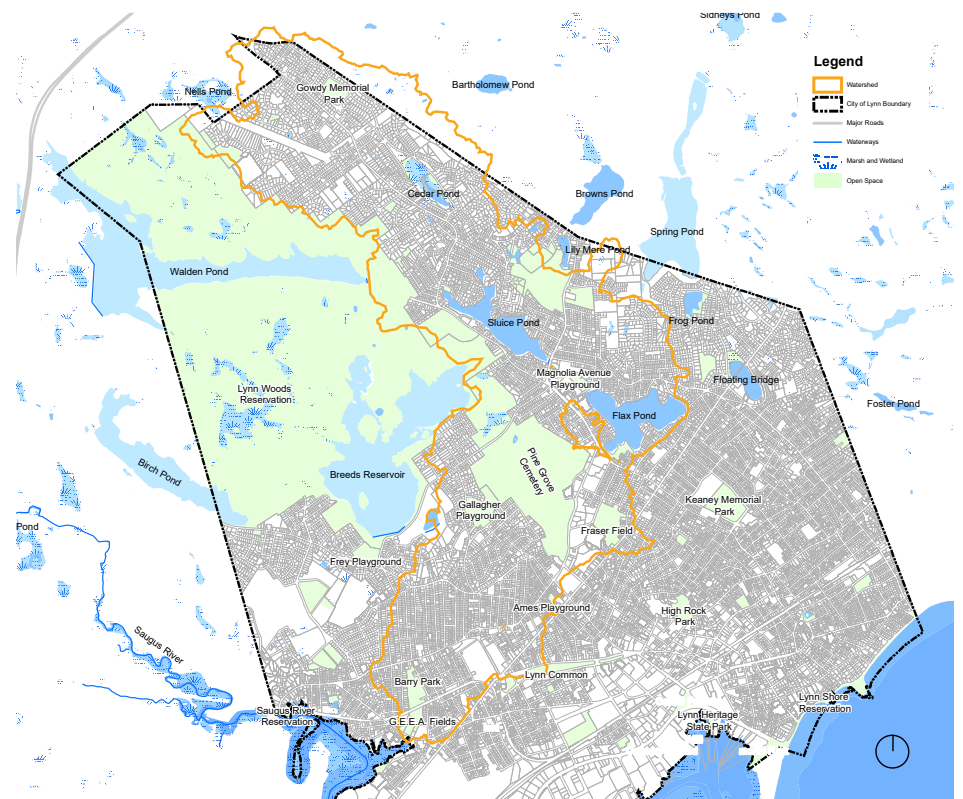 Sidneys Pond
Legend
Watershed
City of Lynn Boundary
Major Roads
Waterways
Marsh and Wetland
Open Space
Nells Pond
Gowdy Memorial
Park
Bartholomew Pond
Cedar Pond
Browns Pond
Lily Mere Pond
Spring Pond
Walden Pond
Sluice Pond
Frog Pond
Magnolia Avenue
Playground
Floating Bridge
Lynn Woods
Reservation
Flax Pond
Foster Pond
Birch Pond
Breeds Reservoir
Pine Grove
Cemetery
Gallagher
Playground
Keaney Memorial
Park
Pond
Fraser Field
Frey Playground
Ames Playground
High Rock
Park
Saugus River
Barry Park
Lynn Common
Lynn Shore
Reservation
Saugus River
Reservation
G.E.E.A. Fields
Lynn Heritage
State Park